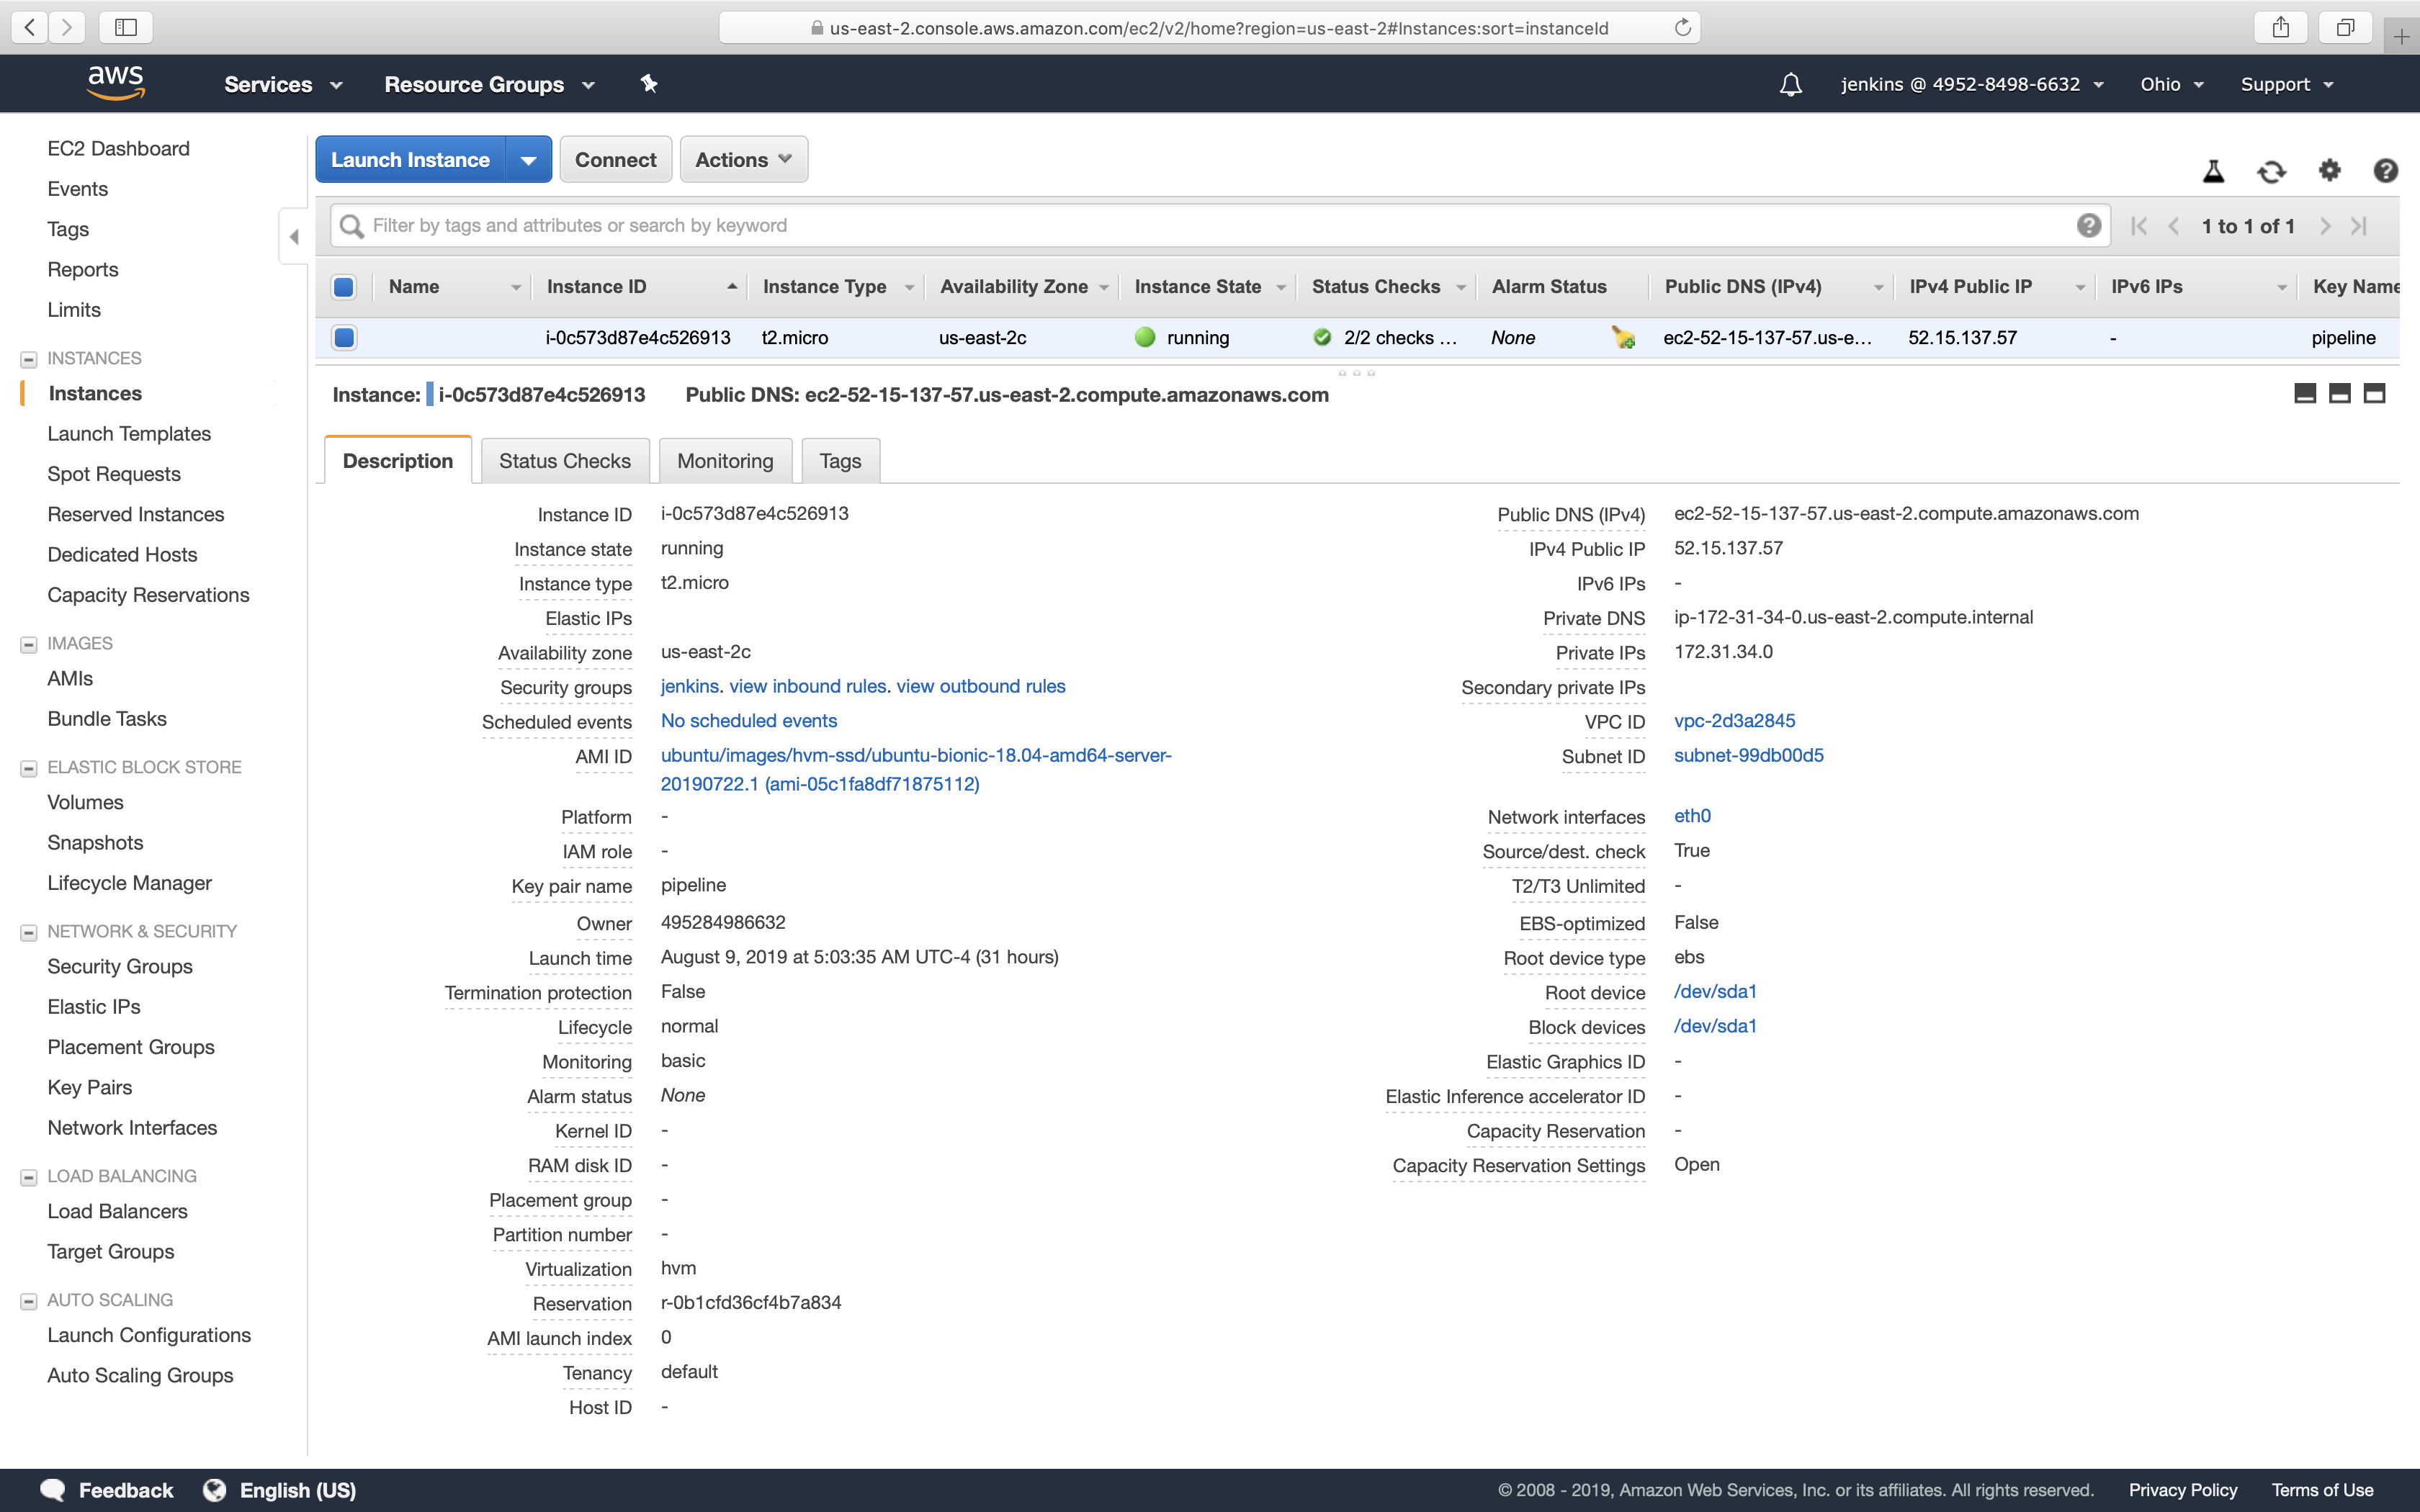 us-east-2.console.aws.amazon.com/ec2/v2/home?region=us-east-2#Instances:sort=instanceId
aws Services Resource Groups jenkins @ 4952-8498-6632 Ohio Support
EC2 Dashboard
Events
Tags
Reports
Limits
INSTANCES
Instances
Launch Templates
Spot Requests
Reserved Instances
Dedicated Hosts
Capacity Reservations
IMAGES
AMIs
Bundle Tasks
ELASTIC BLOCK STORE
Volumes
Snapshots
Lifecycle Manager
NETWORK & SECURITY
Security Groups
Elastic IPs
Placement Groups
Key Pairs
Network Interfaces
LOAD BALANCING
Load Balancers
Target Groups
AUTO SCALING
Launch Configurations
Auto Scaling Groups
Launch Instance Connect Actions
Filter by tags and attributes or search by keyword 1 to 1 of 1
Name Instance ID Instance Type Availability Zone Instance State Status Checks Alarm Status Public DNS (IPv4) IPv4 Public IP IPv6 IPs Key Name
i-0c573d87e4c526913 t2.micro us-east-2c running 2/2 checks ... None ec2-52-15-137-57.us-e... 52.15.137.57 - pipeline
Instance: i-0c573d87e4c526913 Public DNS: ec2-52-15-137-57.us-east-2.compute.amazonaws.com
Description Status Checks Monitoring Tags
Instance ID i-0c573d87e4c526913
Instance state running
Instance type t2.micro
Elastic IPs
Availability zone us-east-2c
Security groups jenkins. view inbound rules. view outbound rules
Scheduled events No scheduled events
AMI ID ubuntu/images/hvm-ssd/ubuntu-bionic-18.04-amd64-server-
20190722.1 (ami-05c1fa8df71875112)
Platform -
IAM role -
Key pair name pipeline
Owner 495284986632
Launch time August 9, 2019 at 5:03:35 AM UTC-4 (31 hours)
Termination protection False
Lifecycle normal
Monitoring basic
Alarm status None
Kernel ID -
RAM disk ID -
Placement group -
Partition number -
Virtualization hvm
Reservation r-0b1cfd36cf4b7a834
AMI launch index 0
Tenancy default
Host ID -
Public DNS (IPv4) ec2-52-15-137-57.us-east-2.compute.amazonaws.com
IPv4 Public IP 52.15.137.57
IPv6 IPs -
Private DNS ip-172-31-34-0.us-east-2.compute.internal
Private IPs 172.31.34.0
Secondary private IPs
VPC ID vpc-2d3a2845
Subnet ID subnet-99db00d5
Network interfaces eth0
Source/dest. check True
T2/T3 Unlimited -
EBS-optimized False
Root device type ebs
Root device /dev/sda1
Block devices /dev/sda1
Elastic Graphics ID -
Elastic Inference accelerator ID -
Capacity Reservation -
Capacity Reservation Settings Open
Feedback English (US) © 2008 - 2019, Amazon Web Services, Inc. or its affiliates. All rights reserved. Privacy Policy Terms of Use